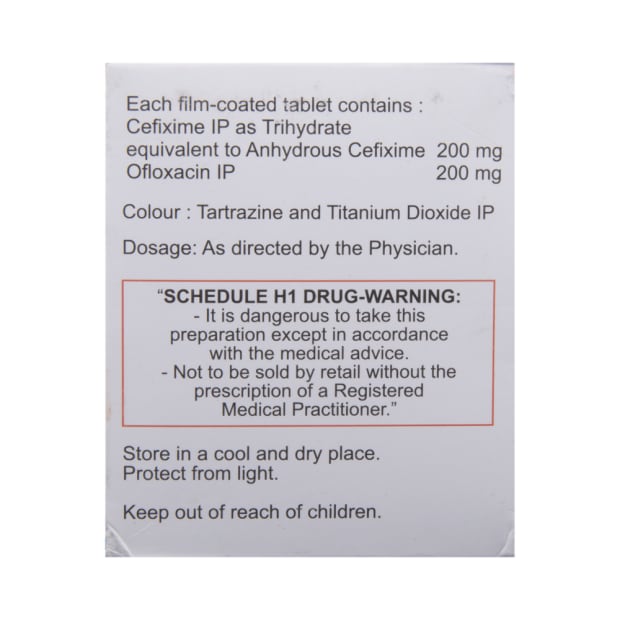 Each film-coated tablet contains :
Cefixime IP as Trihydrate
equivalent to Anhydrous Cefixime 200 mg
Ofloxacin IP 200 mg
Colour : Tartrazine and Titanium Dioxide IP
Dosage: As directed by the Physician.
“SCHEDULE H1 DRUG-WARNING:
- It is dangerous to take this
preparation except in accordance
with the medical advice.
- Not to be sold by retail without the
prescription of a Registered
Medical Practitioner.”
Store in a cool and dry place.
Protect from light.
Keep out of reach of children.